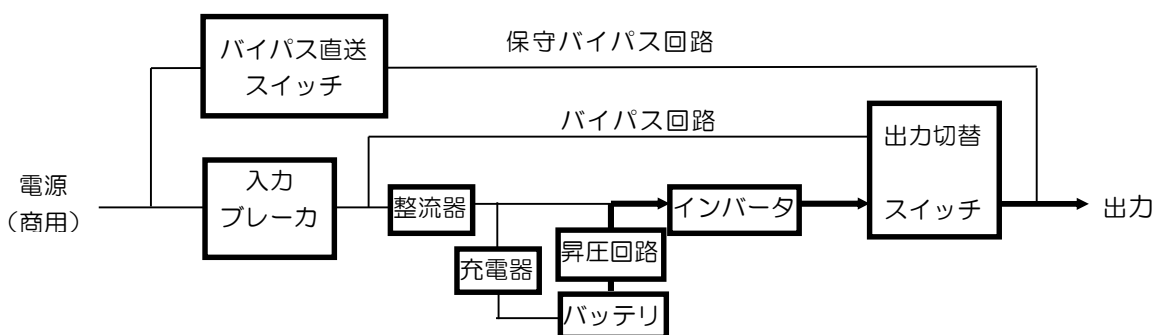 バイパス直送
スイッチ
保守バイパス回路
バイパス回路
出力切替
スイッチ
電源
（商用）
入力
ブレーカ
整流器
インバータ
出力
充電器
昇圧回路
バッテリ